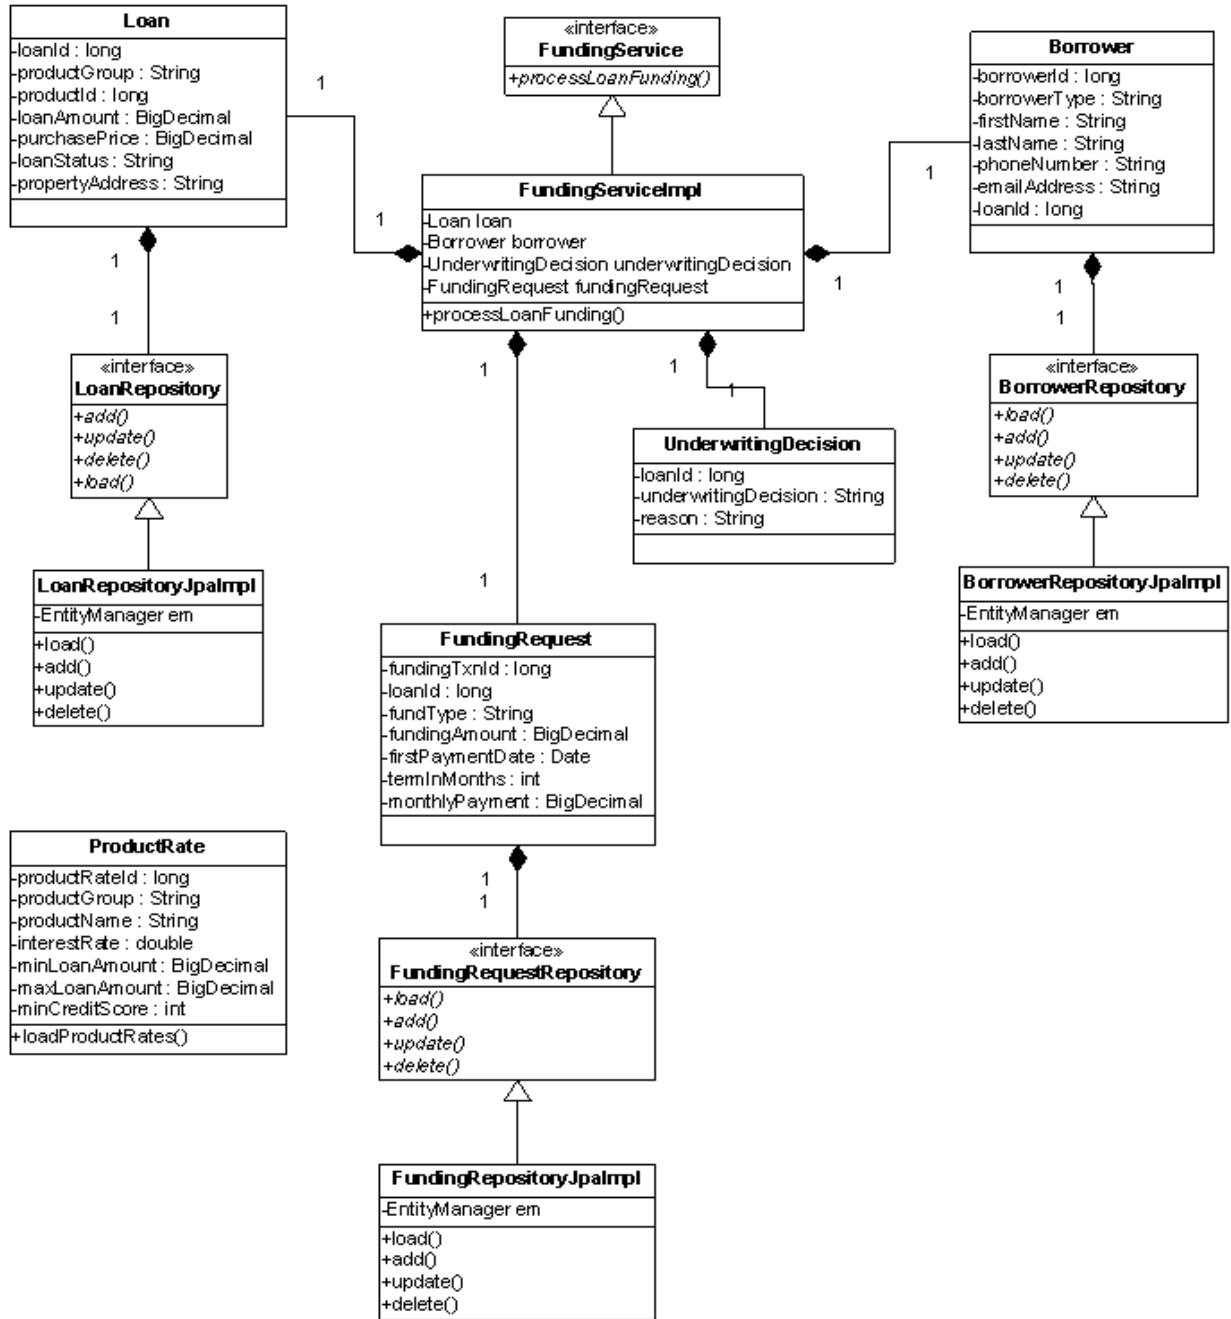 Loan
-loanId : long
-productGroup : String
-productId : long
-loanAmount : BigDecimal
-purchasePrice : BigDecimal
-loanStatus : String
-propertyAddress : String
1
1
«interface»
FundingService
+processLoanFunding()
FundingServiceImpl
-Loan loan
-Borrower borrower
-UnderwritingDecision underwritingDecision
-FundingRequest fundingRequest
+processLoanFunding()
Borrower
-borrowerId : long
-borrowerType : String
-firstName : String
-lastName : String
-phoneNumber : String
-emailAddress : String
-loanId : long
1
1
1
1
«interface»
LoanRepository
+add()
+update()
+delete()
+load()
LoanRepositoryJpaImpl
-EntityManager em
+load()
+add()
+update()
+delete()
1
1
1
1
UnderwritingDecision
-loanId : long
-underwritingDecision : String
-reason : String
1
1
«interface»
BorrowerRepository
+load()
+add()
+update()
+delete()
BorrowerRepositoryJpaImpl
-EntityManager em
+load()
+add()
+update()
+delete()
FundingRequest
-fundingTxnId : long
-loanId : long
-fundType : String
-fundingAmount : BigDecimal
-firstPaymentDate : Date
-termInMonths : int
-monthlyPayment : BigDecimal
ProductRate
-productRateId : long
-productGroup : String
-productName : String
-interestRate : double
-minLoanAmount : BigDecimal
-maxLoanAmount : BigDecimal
-minCreditScore : int
+loadProductRates()
1
1
«interface»
FundingRequestRepository
+load()
+add()
+update()
+delete()
FundingRepositoryJpaImpl
-EntityManager em
+load()
+add()
+update()
+delete()